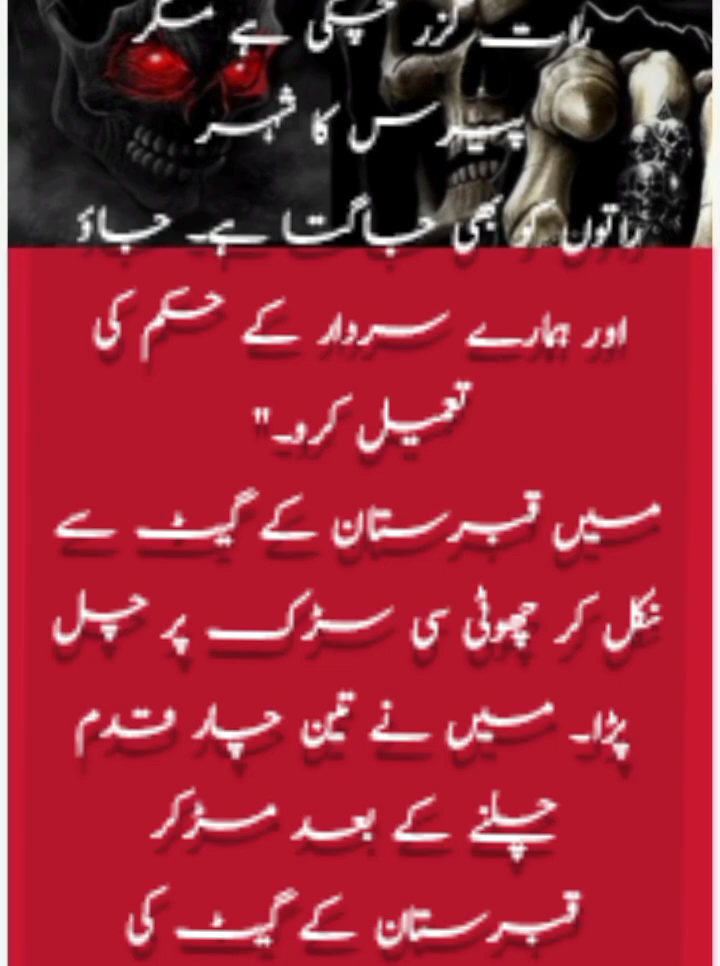 رات گزر چکی ہے مگر
پیرس کا شہر
راتوں کو بھی جاگتا ہے۔ جاؤ
اور ہمارے سردار کے حکم کی
تعمیل کرو۔"
میں قبرستان کے گیٹ سے
نکل کر چھوٹی سی سڑک پر چل
پڑا۔ میں نے تین چار قدم
چلنے کے بعد مڑکر
قبرستان کے گیٹ کی